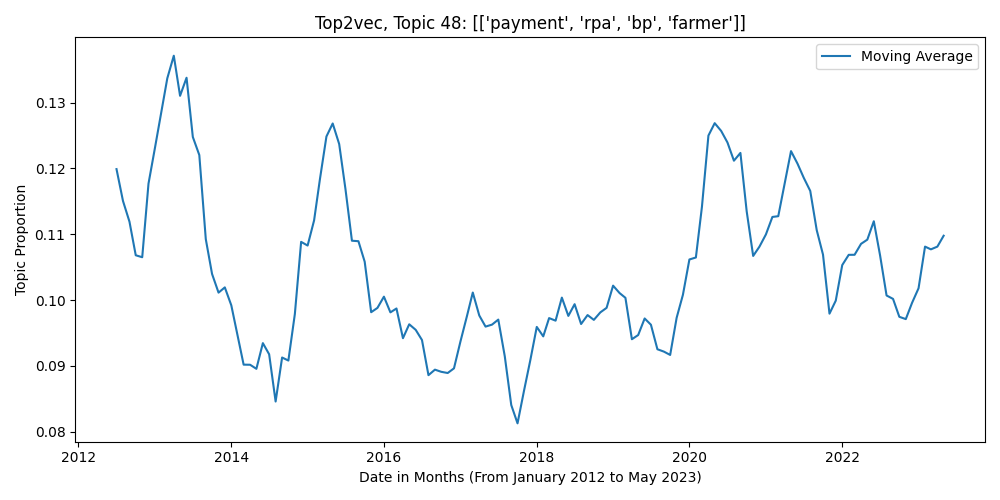 Top2vec, Topic 48: [['payment', 'rpa', 'bp', 'farmer']]
Moving Average
Topic Proportion
0.13
0.12
0.11
0.10
0.09
0.08
2012 2014 2016 2018 2020 2022
Date in Months (From January 2012 to May 2023)